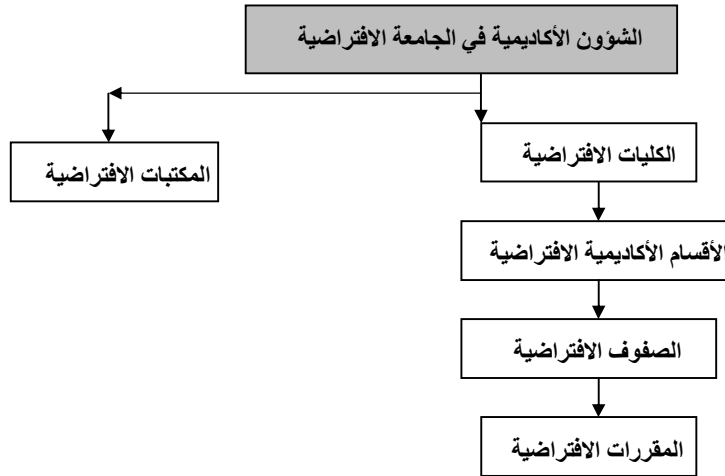 الشؤون الأكاديمية في الجامعة الافتراضية
الكليات الافتراضية
المكتبات الافتراضية
الأقسام الأكاديمية الافتراضية
الصفوف الافتراضية
المقررات الافتراضية